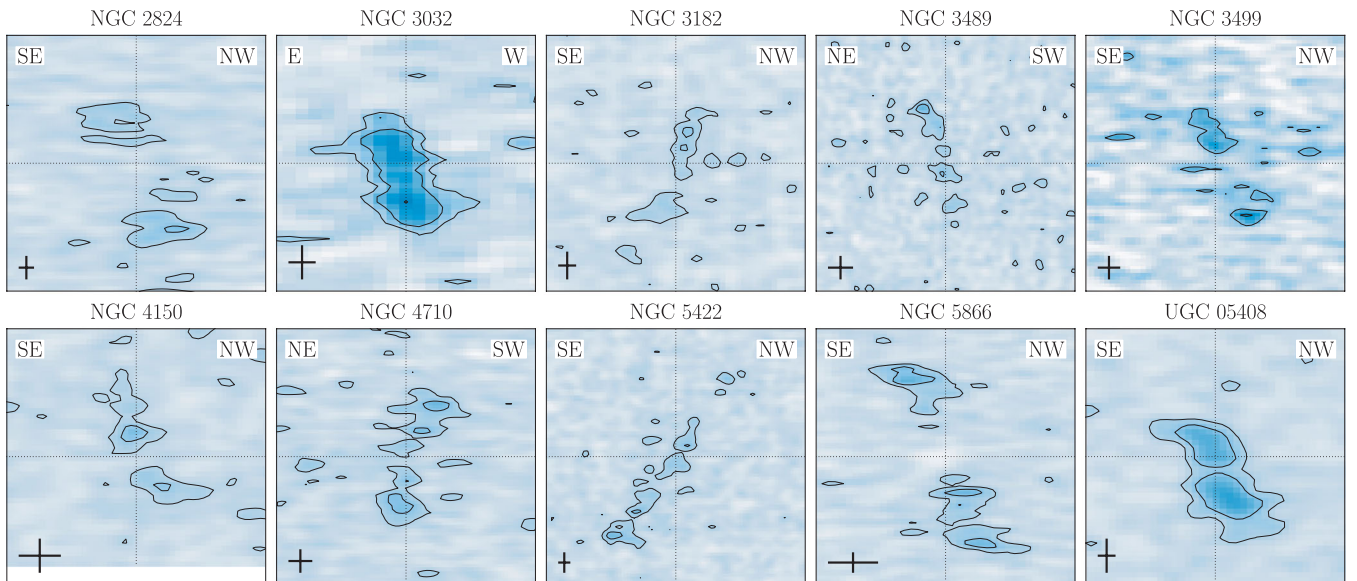 NGC 2824 NGC 3032 NGC 3182 NGC 3489 NGC 3499
SE NW E W SE NW NE SW SE NW
NGC 4150 NGC 4710 NGC 5422 NGC 5866 UGC 05408
SE NW NE SW SE NW SE NW SE NW